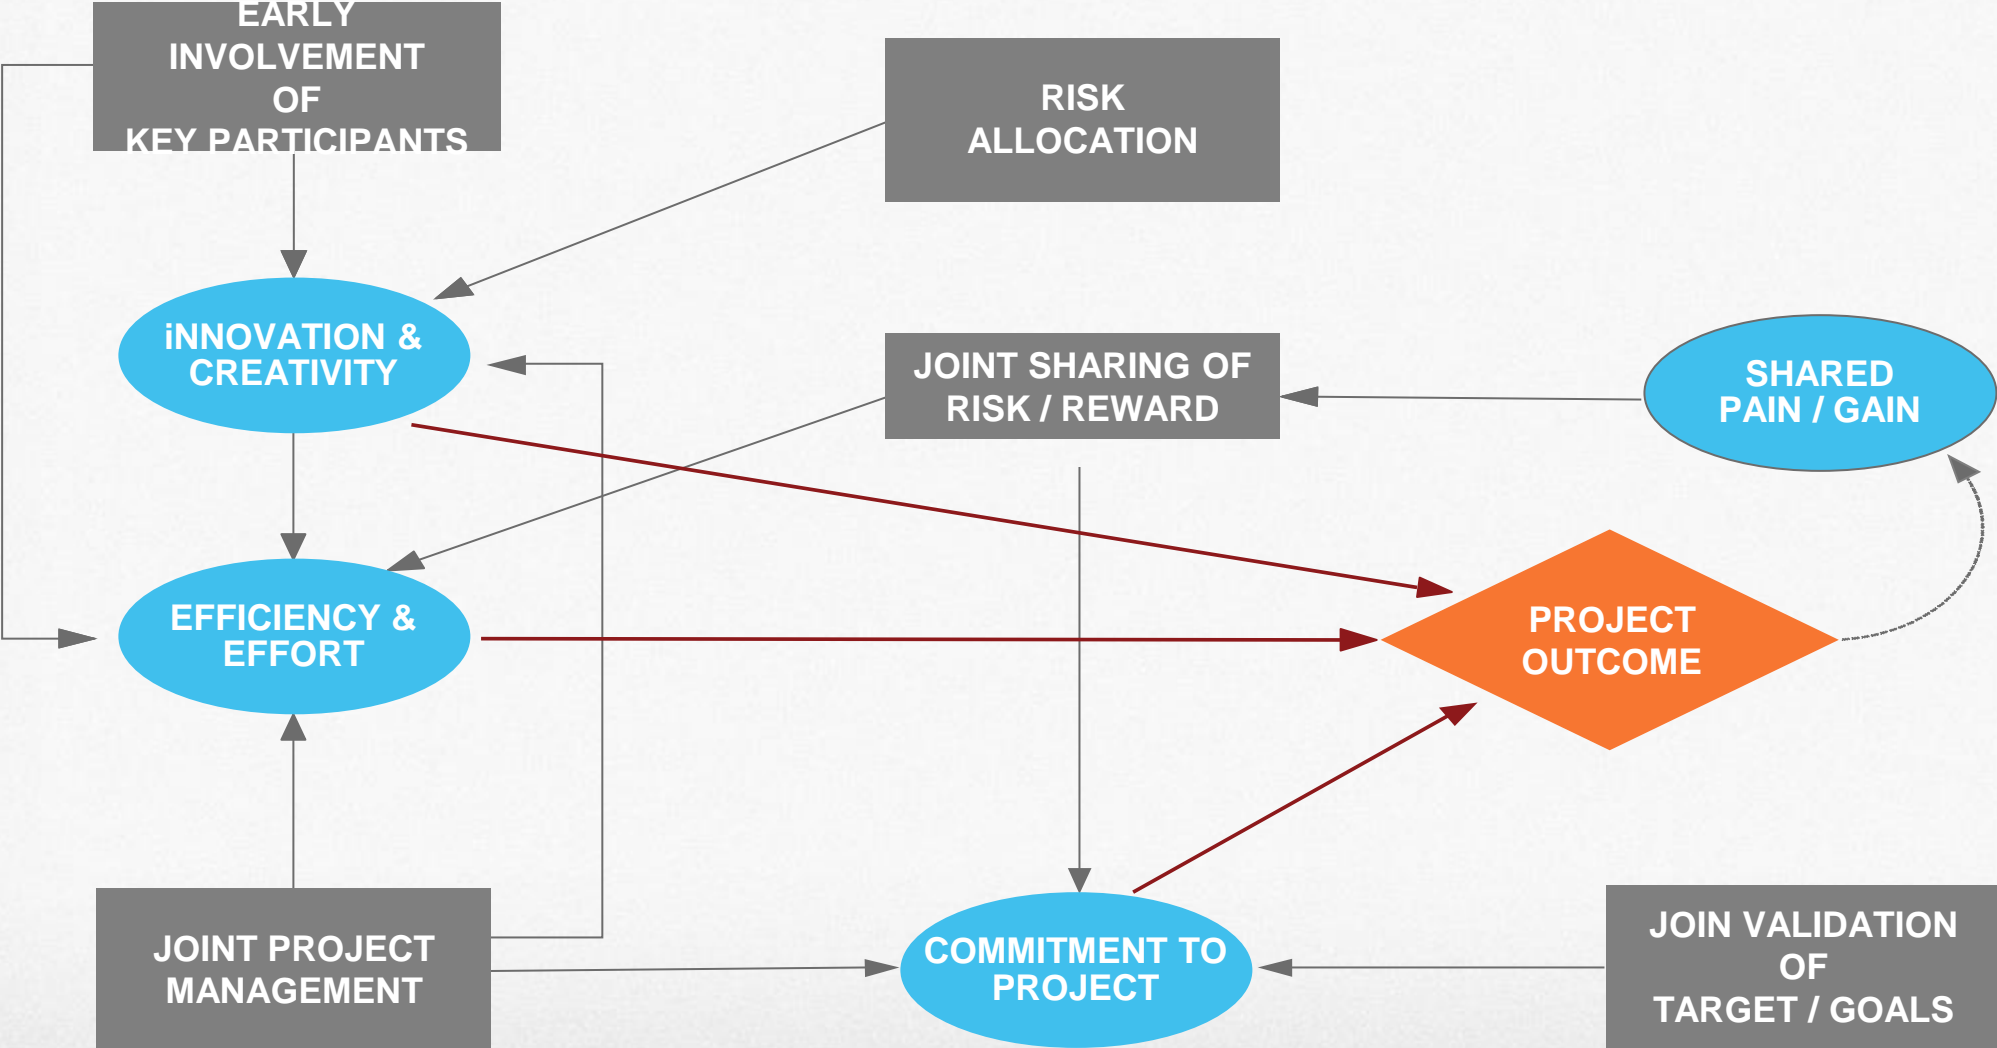 EARLY
INVOLVEMENT
OF
KEY PARTICIPANTS
RISK
ALLOCATION
iNNOVATION &
CREATIVITY
JOINT SHARING OF
RISK / REWARD
SHARED
PAIN / GAIN
EFFICIENCY &
EFFORT
PROJECT
OUTCOME
JOINT PROJECT
MANAGEMENT
COMMITMENT TO
PROJECT
JOIN VALIDATION
OF
TARGET / GOALS